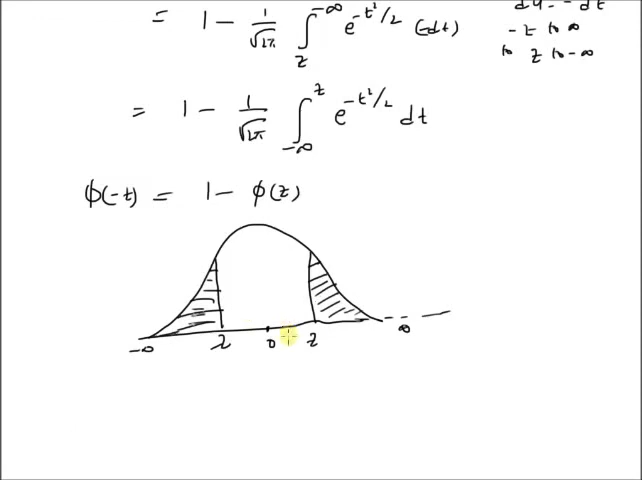 = 1 - 1/√2π ∫_z^-∞ e^-t²/2 (-dt)
-z to ∞
to z to -∞
= 1 - 1/√2π ∫_-∞^z e^-t²/2 dt
φ(-t) = 1 - φ(z)
-∞ 0 z ∞